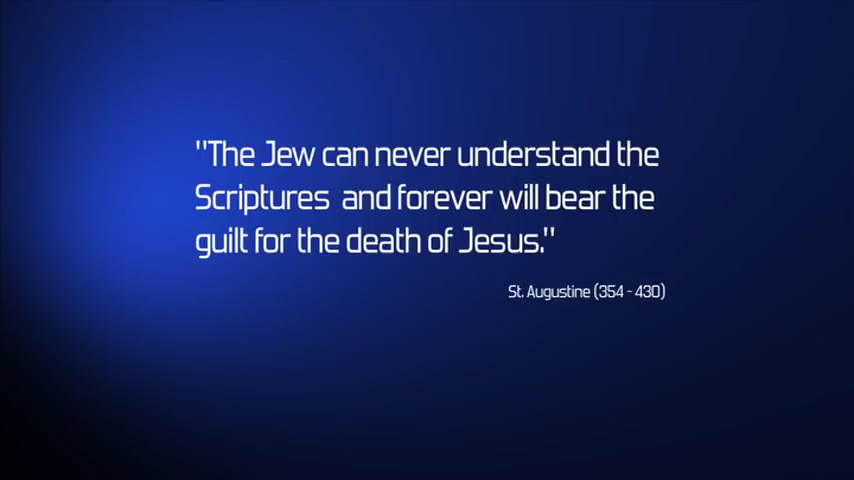 "The Jew can never understand the
Scriptures and forever will bear the
guilt for the death of Jesus."
St. Augustine (354 - 430)